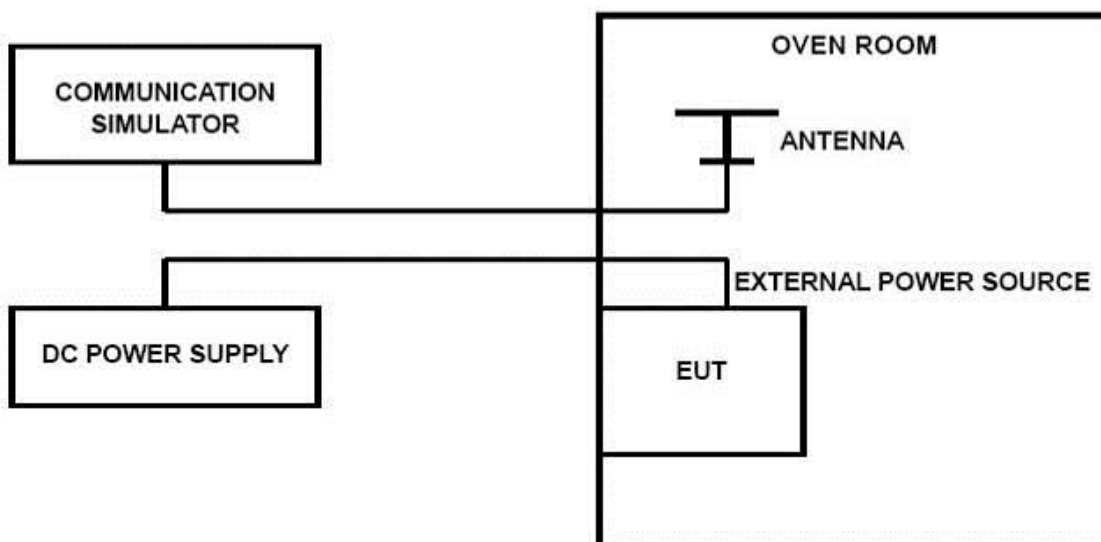 OVEN ROOM
COMMUNICATION
SIMULATOR
ANTENNA
EXTERNAL POWER SOURCE
DC POWER SUPPLY
EUT